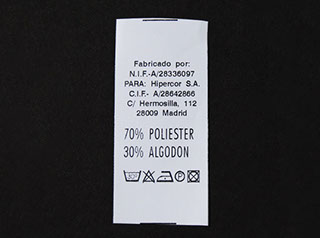 Fabricado por:
N.I.F.-A/28336097
PARA: Hipercor S.A.
C.I.F.- A/28642866
C/ Hermosilla, 112
28009 Madrid
70% POLIESTER
30% ALGODON